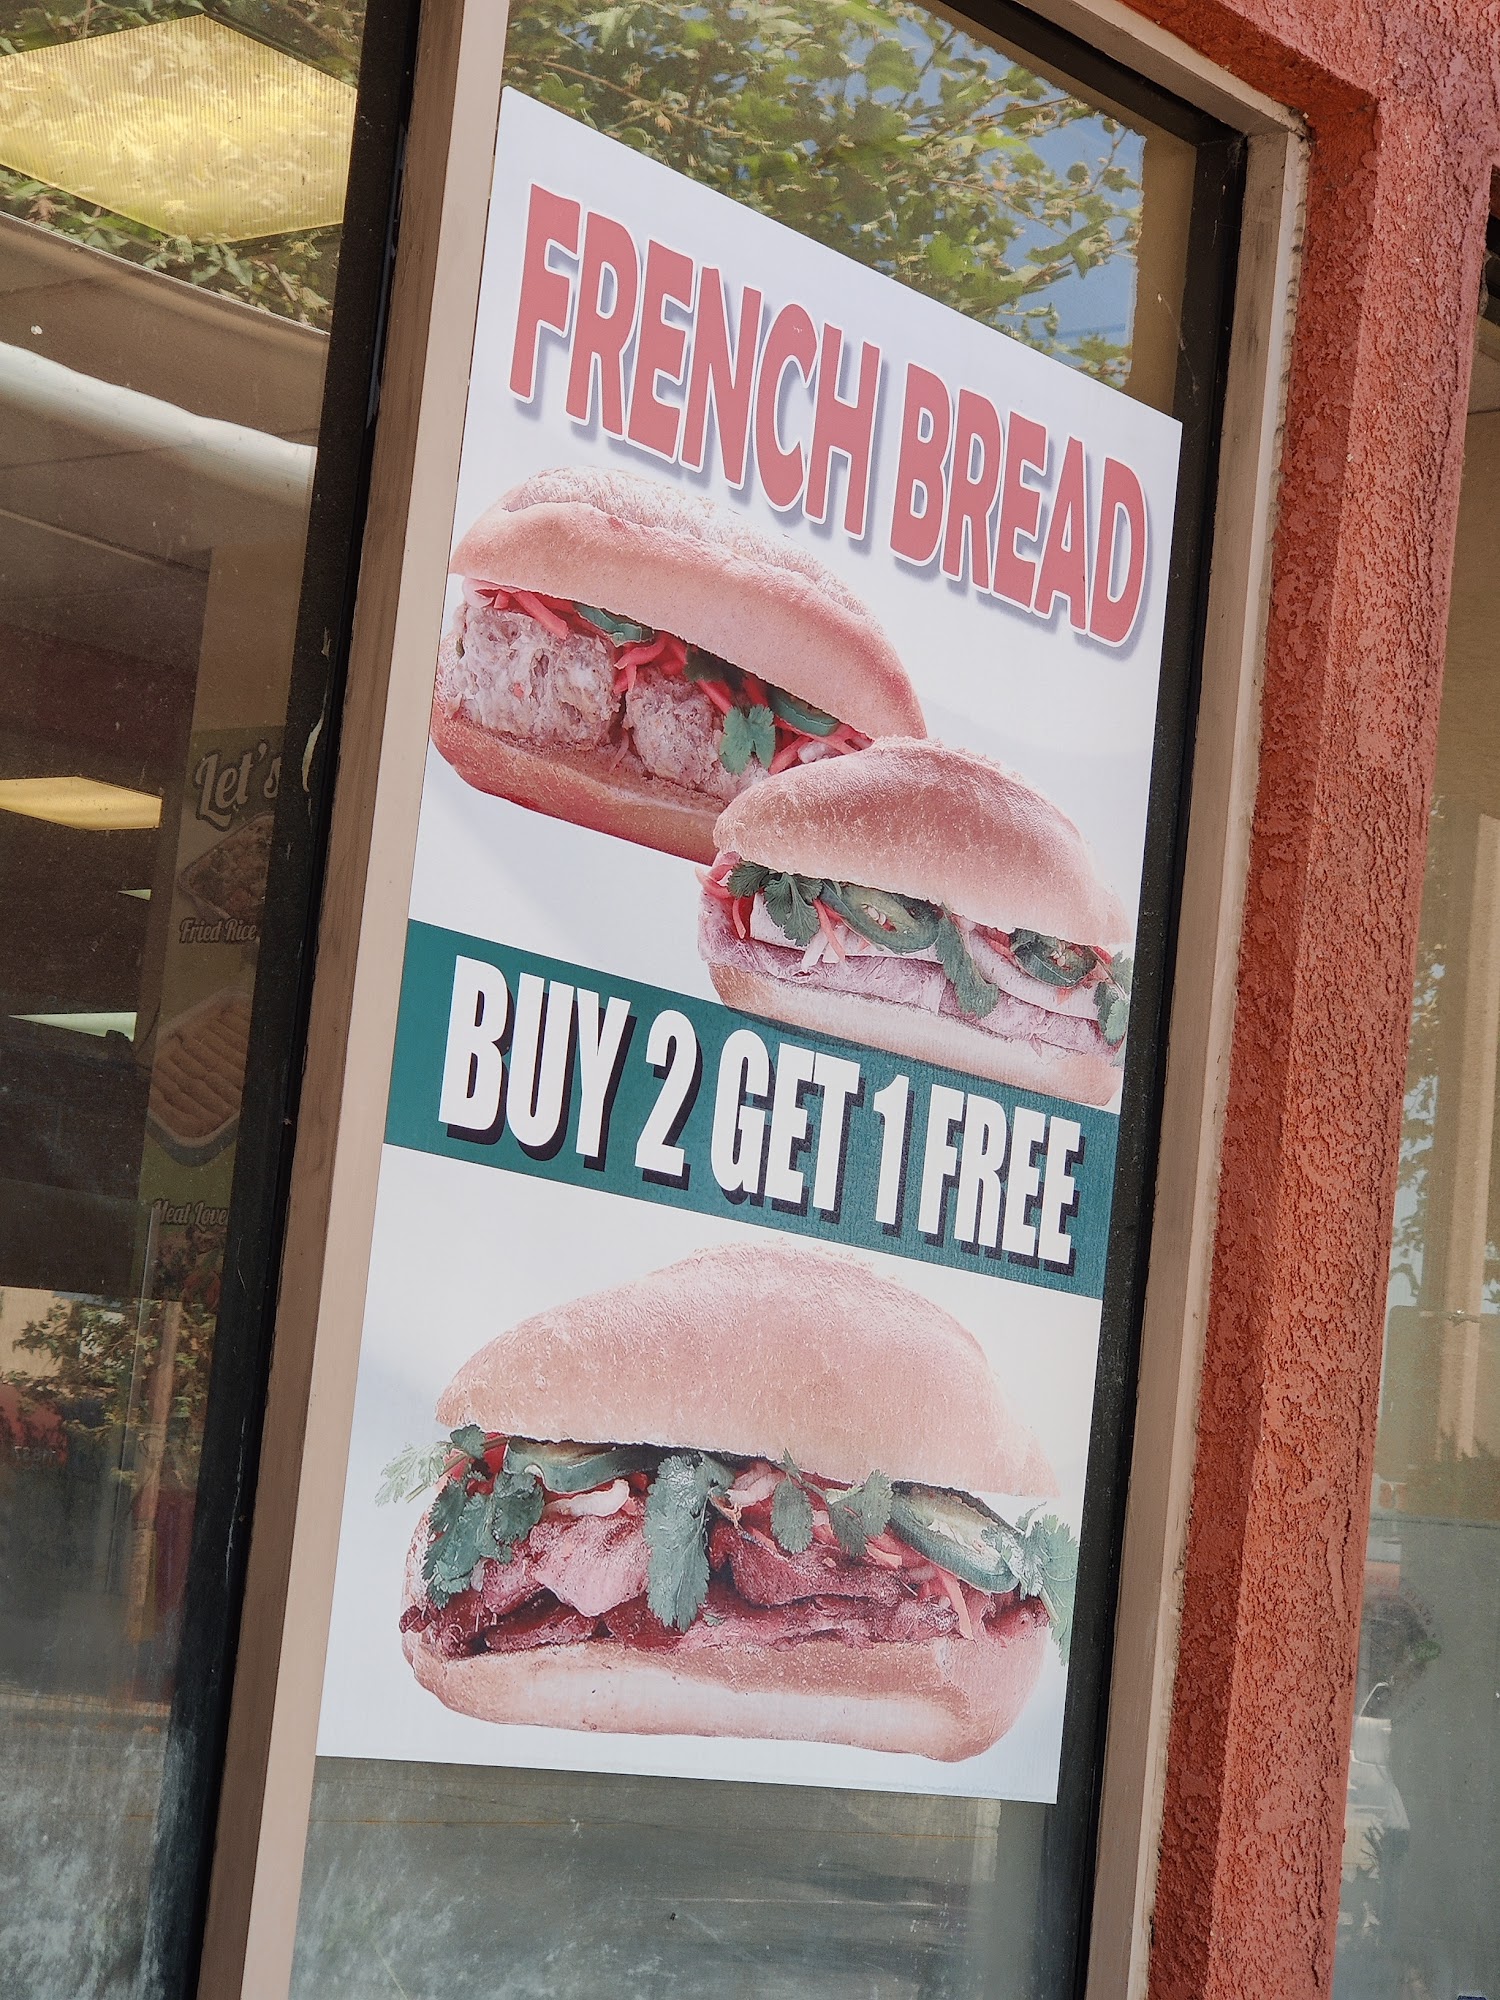 FRENCH BREAD
BUY 2 GET 1 FREE
Let's
Fried Rice
Meat Love